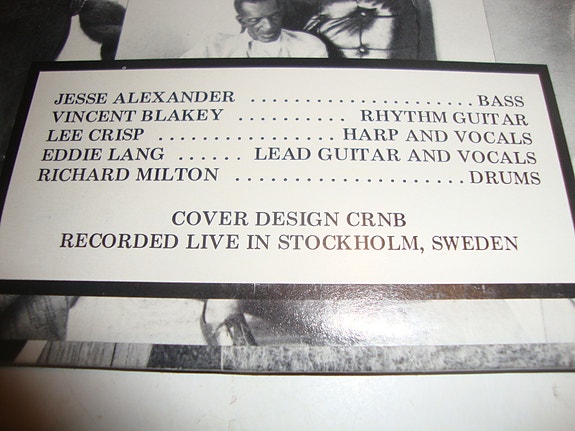 JESSE ALEXANDER ....................... BASS
VINCENT BLAKEY .......... RHYTHM GUITAR
LEE CRISP ................ HARP AND VOCALS
EDDIE LANG ...... LEAD GUITAR AND VOCALS
RICHARD MILTON ..................... DRUMS
COVER DESIGN CRNB
RECORDED LIVE IN STOCKHOLM, SWEDEN